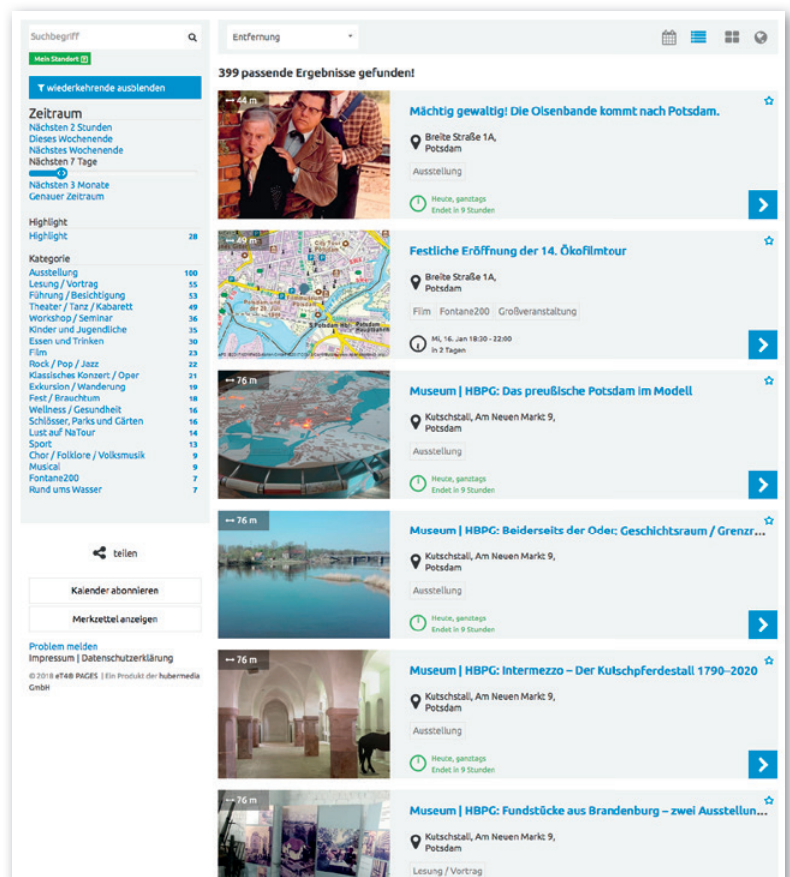 Suchbegriff
Mein Standort
wiederkehrende ausblenden
Zeitraum
Nächsten 2 Stunden
Dieses Wochenende
Nächstes Wochenende
Nächsten 7 Tage
Nächsten 3 Monate
Genauer Zeitraum
Highlight
Highlight 28
Kategorie
Ausstellung 100
Lesung / Vortrag 55
Führung / Besichtigung 53
Theater / Tanz / Kabarett 49
Workshop / Seminar 36
Kinder und Jugendliche 35
Essen und Trinken 30
Film 23
Rock / Pop / Jazz 22
Klassisches Konzert / Oper 21
Exkursion / Wanderung 19
Fest / Brauchtum 18
Wellness / Gesundheit 16
Schlösser, Parks und Gärten 16
Lust auf NaTour 14
Sport 13
Chor / Folklore / Volksmusik 9
Musical 9
Fontane200 7
Rund ums Wasser 7
teilen
Kalender abonnieren
Merkzettel anzeigen
Problem melden
Impressum | Datenschutzerklärung
© 2018 eT4® PAGES | Ein Produkt der hubermedia
GmbH
Entfernung
399 passende Ergebnisse gefunden!
44 m
Mächtig gewaltig! Die Olsenbande kommt nach Potsdam.
Breite Straße 1A,
Potsdam
Ausstellung
Heute, ganztags
Endet in 9 Stunden
49 m
Festliche Eröffnung der 14. Ökofilmtour
Breite Straße 1A,
Potsdam
Film Fontane200 Großveranstaltung
Mi, 16. Jan 18:30 - 22:00
in 2 Tagen
76 m
Museum | HBPG: Das preußische Potsdam im Modell
Kutschstall, Am Neuen Markt 9,
Potsdam
Ausstellung
Heute, ganztags
Endet in 9 Stunden
76 m
Museum | HBPG: Beiderseits der Oder: Geschichtsraum / Grenzr...
Kutschstall, Am Neuen Markt 9,
Potsdam
Ausstellung
Heute, ganztags
Endet in 9 Stunden
76 m
Museum | HBPG: Intermezzo – Der Kutschpferdestall 1790–2020
Kutschstall, Am Neuen Markt 9,
Potsdam
Ausstellung
Heute, ganztags
Endet in 9 Stunden
76 m
Museum | HBPG: Fundstücke aus Brandenburg – zwei Ausstellun...
Kutschstall, Am Neuen Markt 9,
Potsdam
Lesung / Vortrag